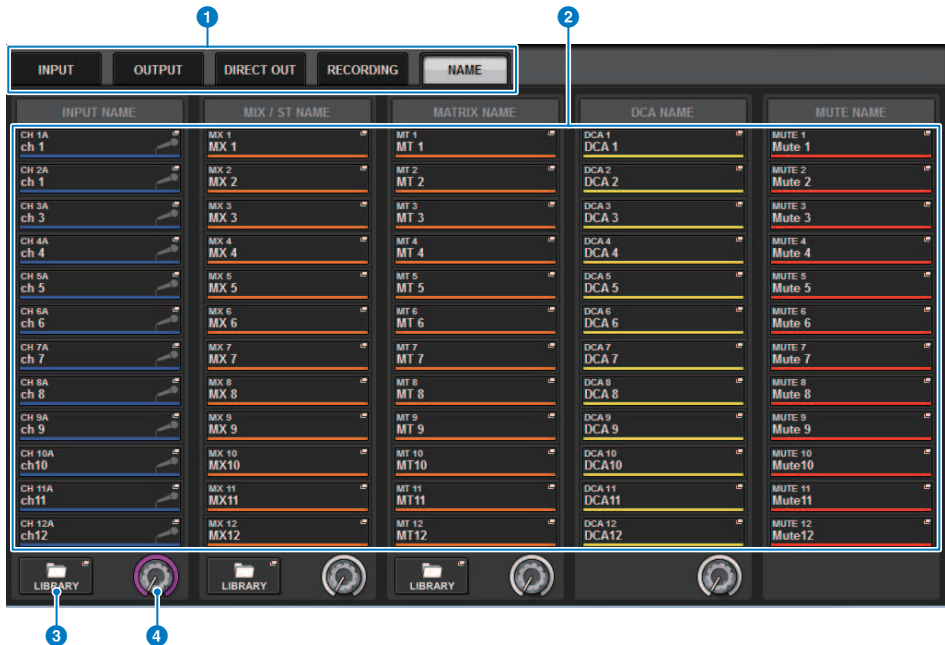 1 2
INPUT OUTPUT DIRECT OUT RECORDING NAME
INPUT NAME MIX / ST NAME MATRIX NAME DCA NAME MUTE NAME
CH 1A MX 1 MT 1 DCA 1 MUTE 1
ch 1 MX 1 MT 1 DCA 1 Mute 1
CH 2A MX 2 MT 2 DCA 2 MUTE 2
ch 1 MX 2 MT 2 DCA 2 Mute 2
CH 3A MX 3 MT 3 DCA 3 MUTE 3
ch 3 MX 3 MT 3 DCA 3 Mute 3
CH 4A MX 4 MT 4 DCA 4 MUTE 4
ch 4 MX 4 MT 4 DCA 4 Mute 4
CH 5A MX 5 MT 5 DCA 5 MUTE 5
ch 5 MX 5 MT 5 DCA 5 Mute 5
CH 6A MX 6 MT 6 DCA 6 MUTE 6
ch 6 MX 6 MT 6 DCA 6 Mute 6
CH 7A MX 7 MT 7 DCA 7 MUTE 7
ch 7 MX 7 MT 7 DCA 7 Mute 7
CH 8A MX 8 MT 8 DCA 8 MUTE 8
ch 8 MX 8 MT 8 DCA 8 Mute 8
CH 9A MX 9 MT 9 DCA 9 MUTE 9
ch 9 MX 9 MT 9 DCA 9 Mute 9
CH 10A MX 10 MT 10 DCA 10 MUTE 10
ch10 MX10 MT10 DCA10 Mute10
CH 11A MX 11 MT 11 DCA 11 MUTE 11
ch11 MX11 MT11 DCA11 Mute11
CH 12A MX 12 MT 12 DCA 12 MUTE 12
ch12 MX12 MT12 DCA12 Mute12
LIBRARY LIBRARY LIBRARY
3 4